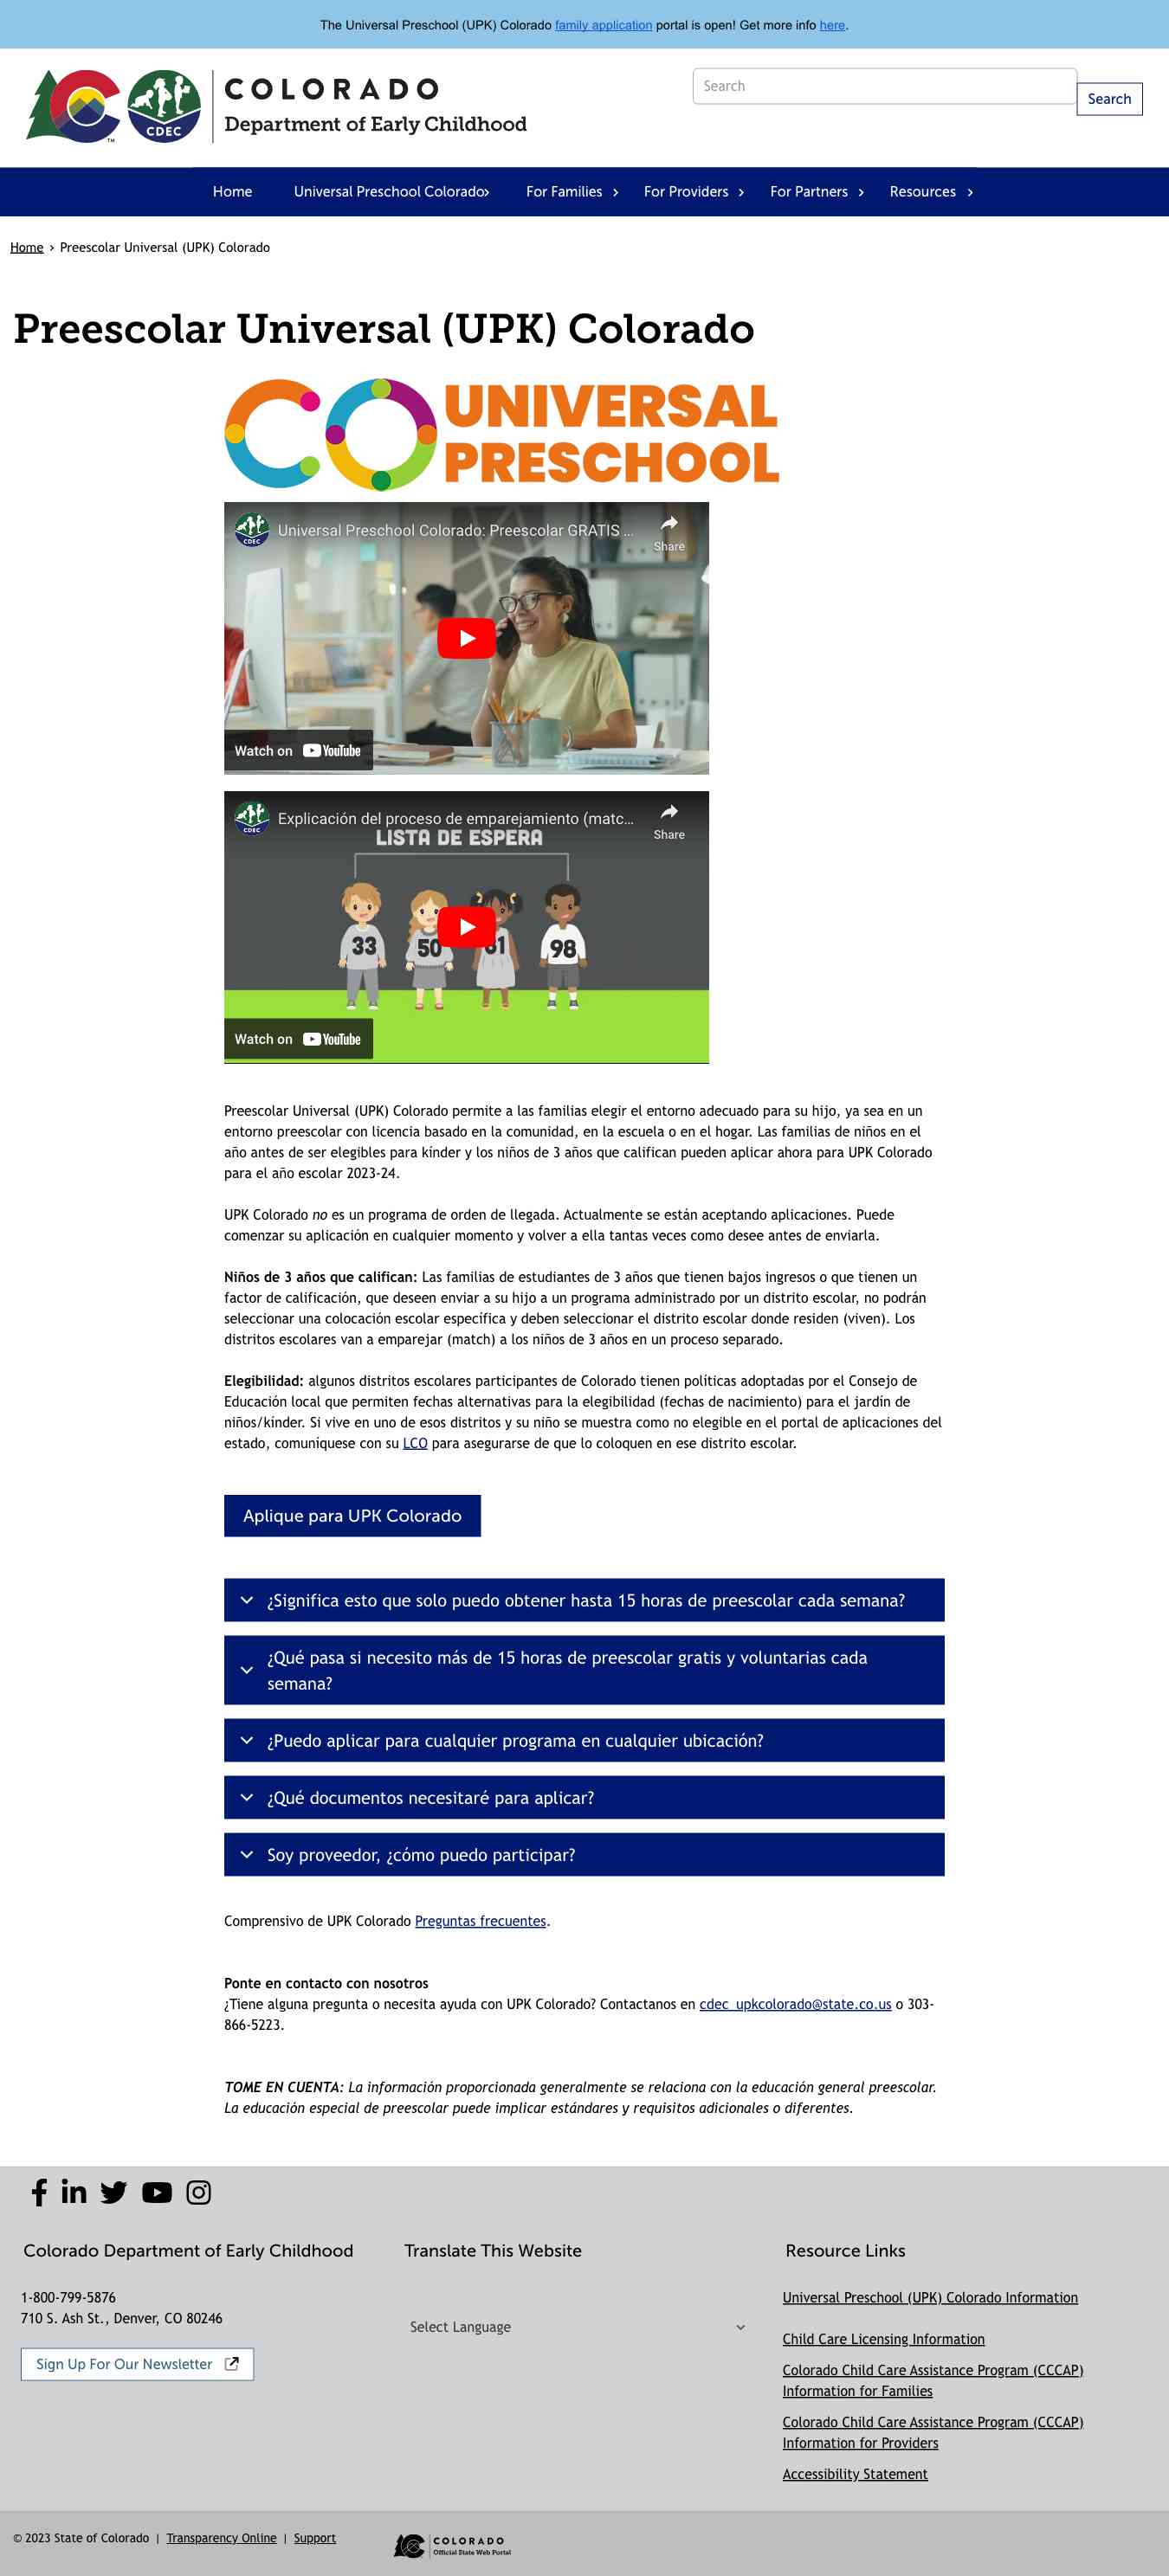 The Universal Preschool (UPK) Colorado family application portal is open! Get more info here.
CDEC
TM
COLORADO
Department of Early Childhood
Search
Search
Home Universal Preschool Colorado For Families For Providers For Partners Resources
Home › Preescolar Universal (UPK) Colorado
Preescolar Universal (UPK) Colorado
CO UNIVERSAL
PRESCHOOL
CDEC
Universal Preschool Colorado: Preescolar GRATIS ...
Share
Watch on YouTube
CDEC
Explicación del proceso de emparejamiento (matc...
Share
LISTA DE ESPERA
33 50 61 98
Watch on YouTube
Preescolar Universal (UPK) Colorado permite a las familias elegir el entorno adecuado para su hijo, ya sea en un
entorno preescolar con licencia basado en la comunidad, en la escuela o en el hogar. Las familias de niños en el
año antes de ser elegibles para kínder y los niños de 3 años que califican pueden aplicar ahora para UPK Colorado
para el año escolar 2023-24.
UPK Colorado no es un programa de orden de llegada. Actualmente se están aceptando aplicaciones. Puede
comenzar su aplicación en cualquier momento y volver a ella tantas veces como desee antes de enviarla.
Niños de 3 años que califican: Las familias de estudiantes de 3 años que tienen bajos ingresos o que tienen un
factor de calificación, que deseen enviar a su hijo a un programa administrado por un distrito escolar, no podrán
seleccionar una colocación escolar específica y deben seleccionar el distrito escolar donde residen (viven). Los
distritos escolares van a emparejar (match) a los niños de 3 años en un proceso separado.
Elegibilidad: algunos distritos escolares participantes de Colorado tienen políticas adoptadas por el Consejo de
Educación local que permiten fechas alternativas para la elegibilidad (fechas de nacimiento) para el jardín de
niños/kínder. Si vive en uno de esos distritos y su niño se muestra como no elegible en el portal de aplicaciones del
estado, comuníquese con su LCO para asegurarse de que lo coloquen en ese distrito escolar.
Aplique para UPK Colorado
¿Significa esto que solo puedo obtener hasta 15 horas de preescolar cada semana?
¿Qué pasa si necesito más de 15 horas de preescolar gratis y voluntarias cada
semana?
¿Puedo aplicar para cualquier programa en cualquier ubicación?
¿Qué documentos necesitaré para aplicar?
Soy proveedor, ¿cómo puedo participar?
Comprensivo de UPK Colorado Preguntas frecuentes.
Ponte en contacto con nosotros
¿Tiene alguna pregunta o necesita ayuda con UPK Colorado? Contactanos en cdec_upkcolorado@state.co.us o 303-
866-5223.
TOME EN CUENTA: La información proporcionada generalmente se relaciona con la educación general preescolar.
La educación especial de preescolar puede implicar estándares y requisitos adicionales o diferentes.
Colorado Department of Early Childhood
1-800-799-5876
710 S. Ash St., Denver, CO 80246
Sign Up For Our Newsletter
Translate This Website
Select Language
Resource Links
Universal Preschool (UPK) Colorado Information
Child Care Licensing Information
Colorado Child Care Assistance Program (CCCAP)
Information for Families
Colorado Child Care Assistance Program (CCCAP)
Information for Providers
Accessibility Statement
© 2023 State of Colorado | Transparency Online | Support
COLORADO
Official State Web Portal